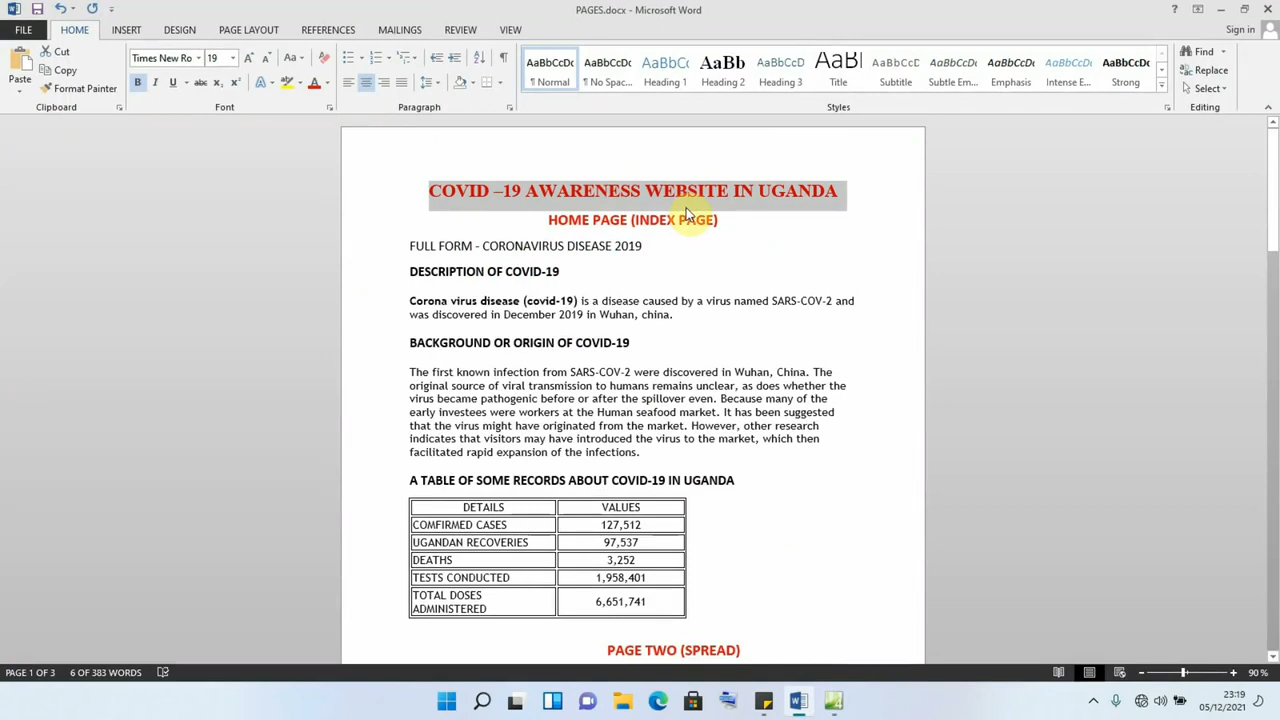 PAGES.docx - Microsoft Word
?
FILE
HOME
INSERT
DESIGN
PAGE LAYOUT
REFERENCES
MAILINGS
REVIEW
VIEW
Sign in
Paste
Cut
Copy
Format Painter
Clipboard
Times New Ro
19
Font
Paragraph
AaBbCcDc
¶ Normal
AaBbCcDc
¶ No Spac...
AaBbCc
Heading 1
AaBb
Heading 2
AaBbCcD
Heading 3
AaBl
Title
AaBbCcD
Subtitle
AaBbCcDc
Subtle Em...
AaBbCcDc
Emphasis
AaBbCcDc
Intense E...
AaBbCcDc
Strong
Styles
Find
Replace
Select
Editing
COVID –19 AWARENESS WEBSITE IN UGANDA
HOME PAGE (INDEX PAGE)
FULL FORM - CORONAVIRUS DISEASE 2019
DESCRIPTION OF COVID-19
Corona virus disease (covid-19) is a disease caused by a virus named SARS-COV-2 and
was discovered in December 2019 in Wuhan, china.
BACKGROUND OR ORIGIN OF COVID-19
The first known infection from SARS-COV-2 were discovered in Wuhan, China. The
original source of viral transmission to humans remains unclear, as does whether the
virus became pathogenic before or after the spillover even. Because many of the
early investees were workers at the Human seafood market. It has been suggested
that the virus might have originated from the market. However, other research
indicates that visitors may have introduced the virus to the market, which then
facilitated rapid expansion of the infections.
A TABLE OF SOME RECORDS ABOUT COVID-19 IN UGANDA
DETAILS VALUES
COMFIRMED CASES 127,512
UGANDAN RECOVERIES 97,537
DEATHS 3,252
TESTS CONDUCTED 1,958,401
TOTAL DOSES
ADMINISTERED 6,651,741
PAGE TWO (SPREAD)
PAGE 1 OF 3
6 OF 383 WORDS
90 %
23:19
05/12/2021